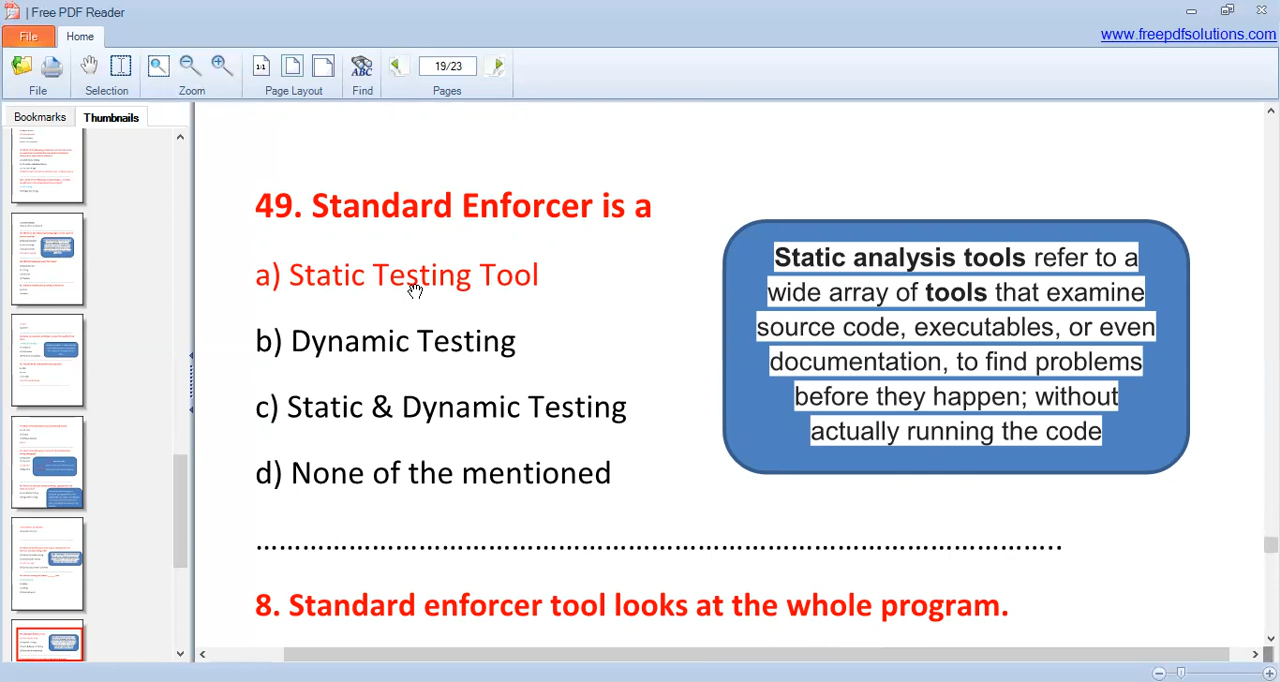 | Free PDF Reader
www.freepdfsolutions.com
File
Home
1:1
ABC
19/23
File
Selection
Zoom
Page Layout
Find
Pages
Bookmarks
Thumbnails
49. Standard Enforcer is a
a) Static Testing Tool
b) Dynamic Testing
c) Static & Dynamic Testing
d) None of the mentioned
Static analysis tools refer to a
wide array of tools that examine
source code, executables, or even
documentation, to find problems
before they happen; without
actually running the code
…………………………………………………………………………..
8. Standard enforcer tool looks at the whole program.